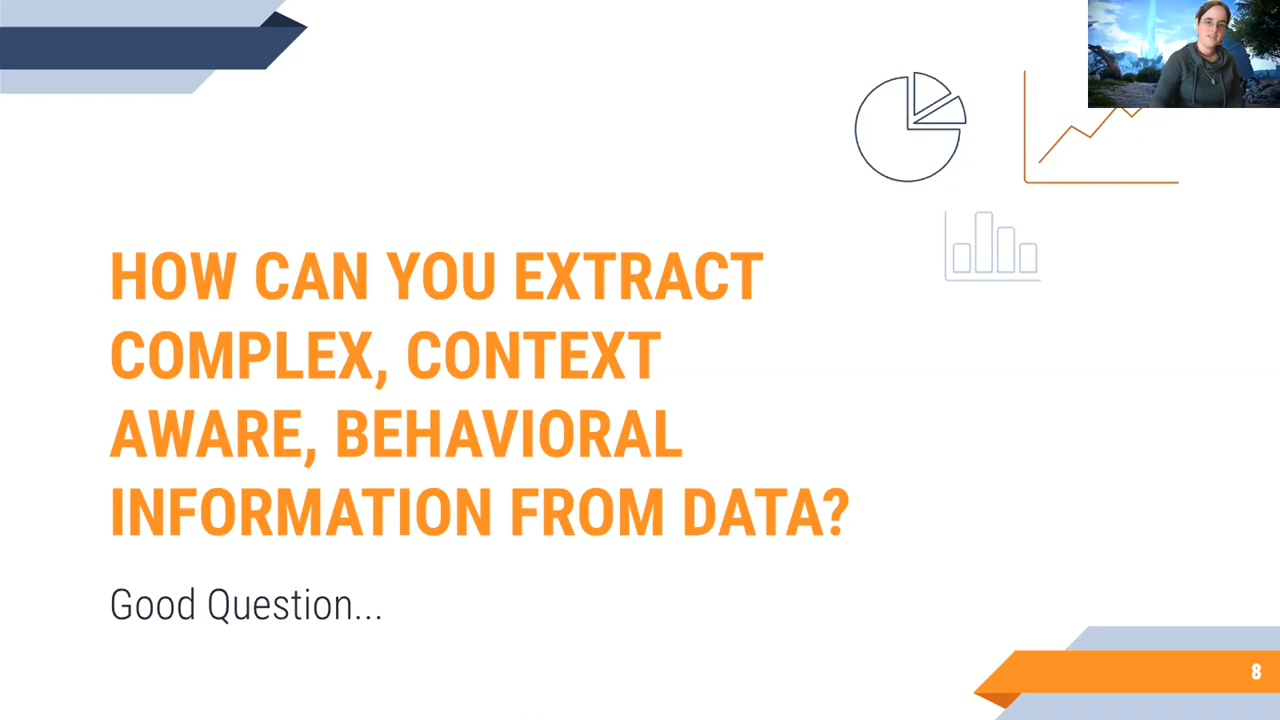 HOW CAN YOU EXTRACT
COMPLEX, CONTEXT
AWARE, BEHAVIORAL
INFORMATION FROM DATA?
Good Question...
8